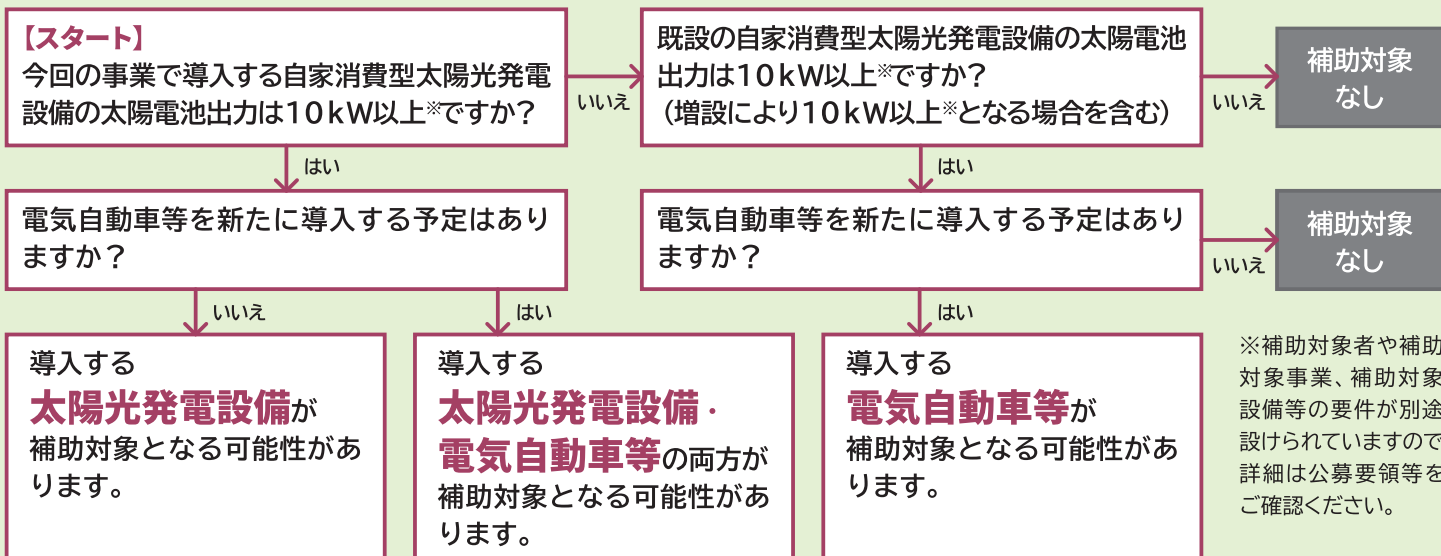 【スタート】
今回の事業で導入する自家消費型太陽光発電
設備の太陽電池出力は10kW以上※ですか?
いいえ
既設の自家消費型太陽光発電設備の太陽電池
出力は10kW以上※ですか?
(増設により10kW以上※となる場合を含む)
いいえ
補助対象
なし
はい
はい
電気自動車等を新たに導入する予定はあり
ますか?
電気自動車等を新たに導入する予定はあり
ますか?
いいえ
補助対象
なし
いいえ
はい
はい
導入する
太陽光発電設備が
補助対象となる可能性があ
ります。
導入する
太陽光発電設備・
電気自動車等の両方が
補助対象となる可能性があ
ります。
導入する
電気自動車等が
補助対象となる可能性があ
ります。
※補助対象者や補助
対象事業、補助対象
設備等の要件が別途
設けられていますので
詳細は公募要領等を
ご確認ください。